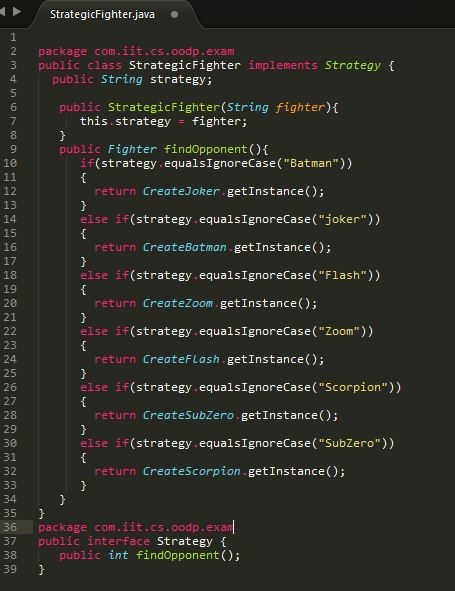 StrategicFighter.java
1
2 package com.iit.cs.oodp.exam
3 public class StrategicFighter implements Strategy {
4 public String strategy;
5
6 public StrategicFighter(String fighter){
7 this.strategy = fighter;
8 }
9 public Fighter findOpponent(){
10 if(strategy.equalsIgnoreCase("Batman"))
11 {
12 return CreateJoker.getInstance();
13 }
14 else if(strategy.equalsIgnoreCase("joker"))
15 {
16 return CreateBatman.getInstance();
17 }
18 else if(strategy.equalsIgnoreCase("Flash"))
19 {
20 return CreateZoom.getInstance();
21 }
22 else if(strategy.equalsIgnoreCase("Zoom"))
23 {
24 return CreateFlash.getInstance();
25 }
26 else if(strategy.equalsIgnoreCase("Scorpion"))
27 {
28 return CreateSubZero.getInstance();
29 }
30 else if(strategy.equalsIgnoreCase("SubZero"))
31 {
32 return CreateScorpion.getInstance();
33 }
34 }
35 }
36 package com.iit.cs.oodp.exam
37 public interface Strategy {
38 public int findOpponent();
39 }